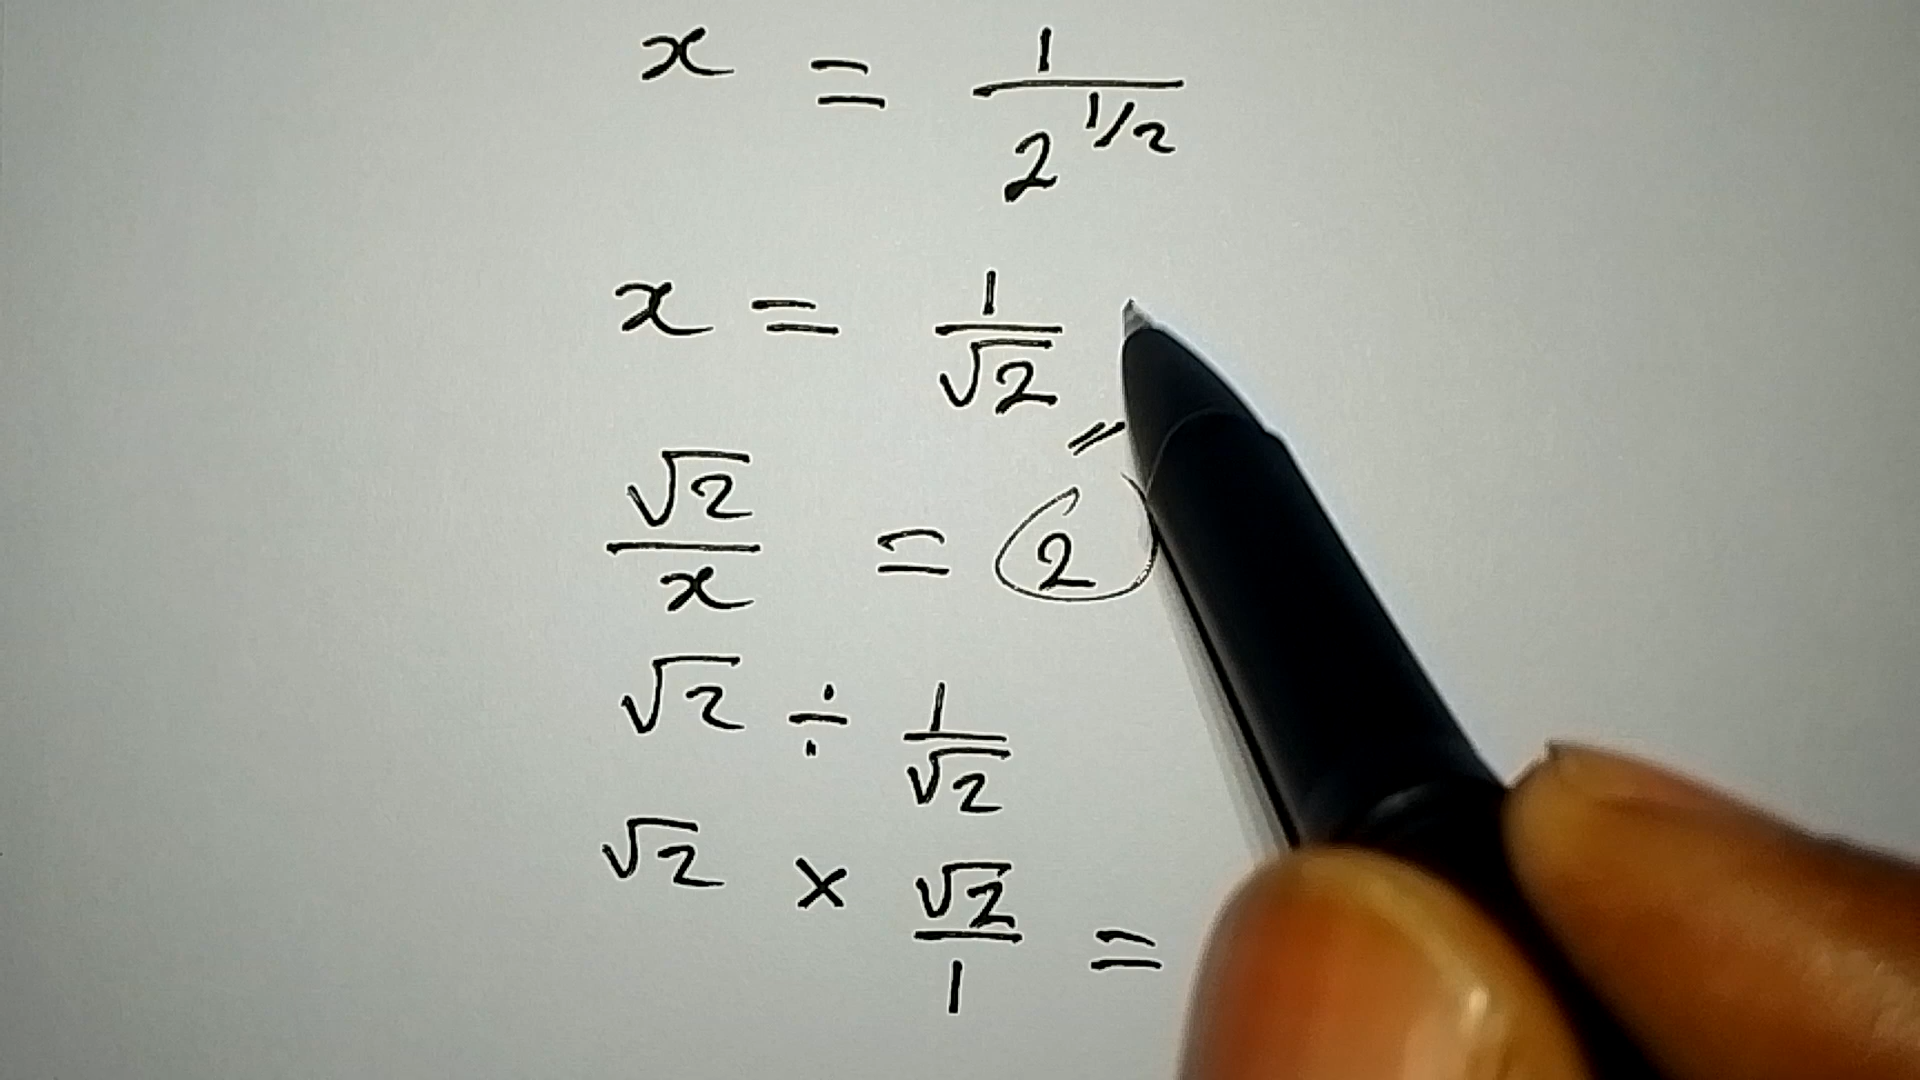 x = 1/2^(1/2)
x = 1/√2
√2/x = 2
√2 ÷ 1/√2
√2 × √2/1 =